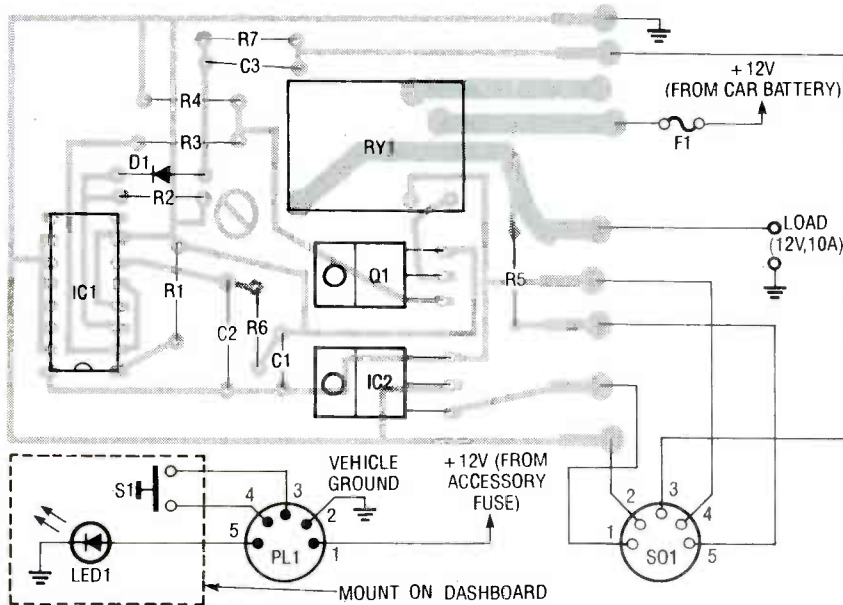 R7
C3
+12V
(FROM CAR BATTERY)
R4
R3
RY1
F1
D1
R2
LOAD
(12V, 10A)
IC1
Q1
R5
R1
C2
R6
C1
IC2
VEHICLE
GROUND
+12V (FROM
ACCESSORY
FUSE)
S1
4
3
2
5
1
LED1
PL1
MOUNT ON DASHBOARD
2
3
4
1
5
SO1